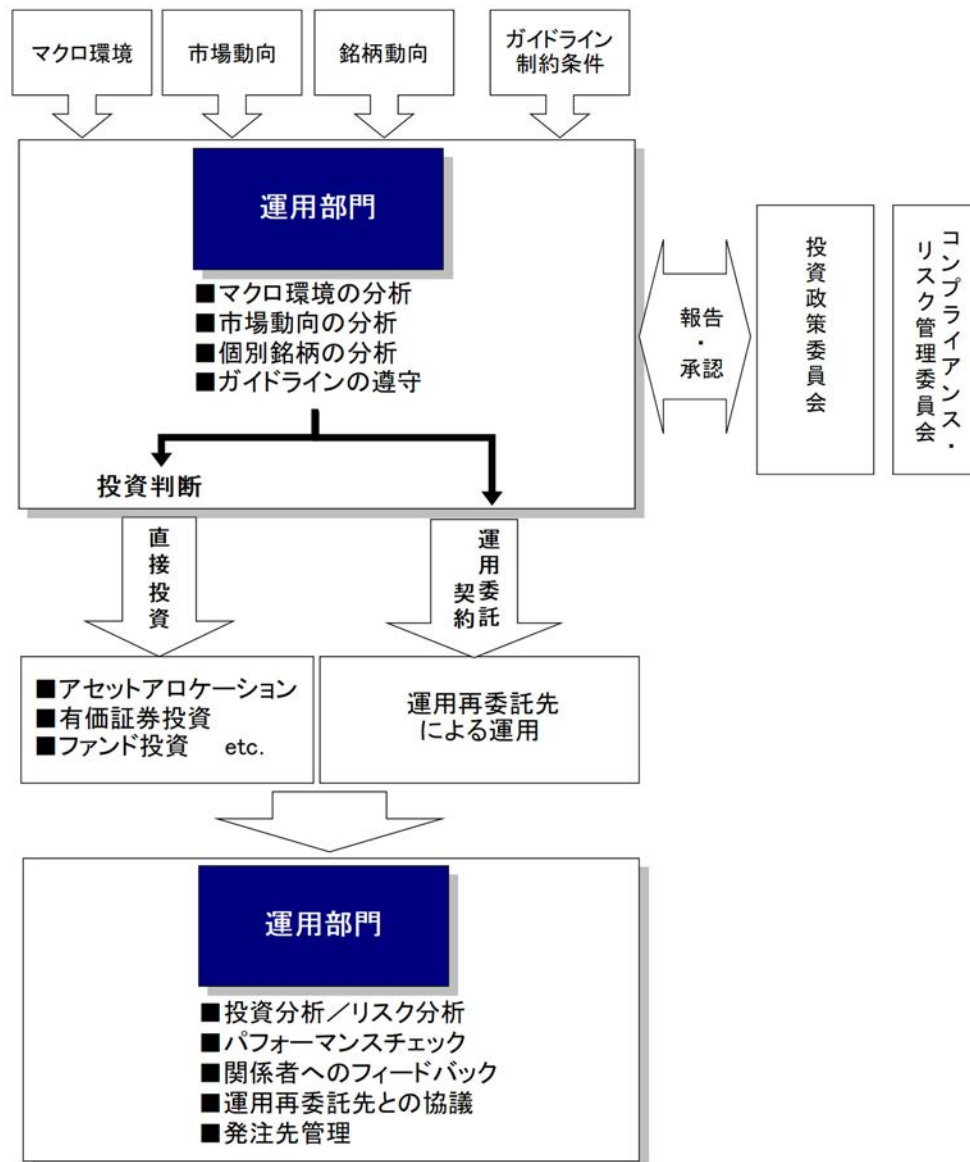 マクロ環境
市場動向
銘柄動向
ガイドライン
制約条件
運用部門
■マクロ環境の分析
■市場動向の分析
■個別銘柄の分析
■ガイドラインの遵守
投資判断
報告
・
承認
投資政策委員会
コンプライアンス・
リスク管理委員会
直接投資
運用委託
契約
■アセットアロケーション
■有価証券投資
■ファンド投資 etc.
運用再委託先
による運用
運用部門
■投資分析／リスク分析
■パフォーマンスチェック
■関係者へのフィードバック
■運用再委託先との協議
■発注先管理